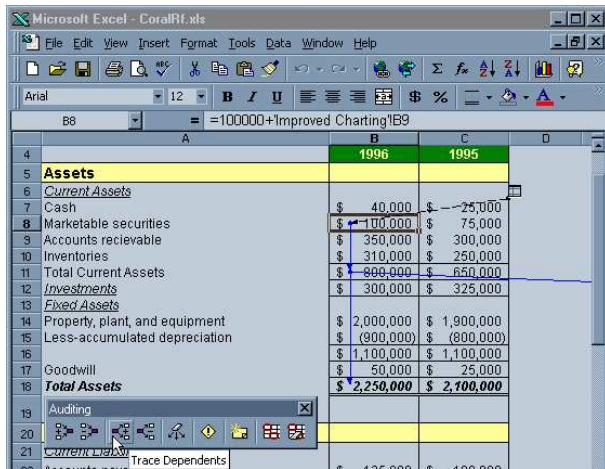 Microsoft Excel - CoralRf.xls
File Edit View Insert Format Tools Data Window Help
Arial 12 B I U $ %
B8 = =100000+'Improved Charting'!B9
A B C D
4 1996 1995
5 Assets
6 Current Assets
7 Cash $ 40,000 $ 25,000
8 Marketable securities $ 100,000 $ 75,000
9 Accounts recievable $ 350,000 $ 300,000
10 Inventories $ 310,000 $ 250,000
11 Total Current Assets $ 800,000 $ 650,000
12 Investments $ 300,000 $ 325,000
13 Fixed Assets
14 Property, plant, and equipment $ 2,000,000 $ 1,900,000
15 Less-accumulated depreciation $ (900,000) $ (800,000)
16 $ 1,100,000 $ 1,100,000
17 Goodwill $ 50,000 $ 25,000
18 Total Assets $ 2,250,000 $ 2,100,000
19 Auditing
20
21 Current
Trace Dependents